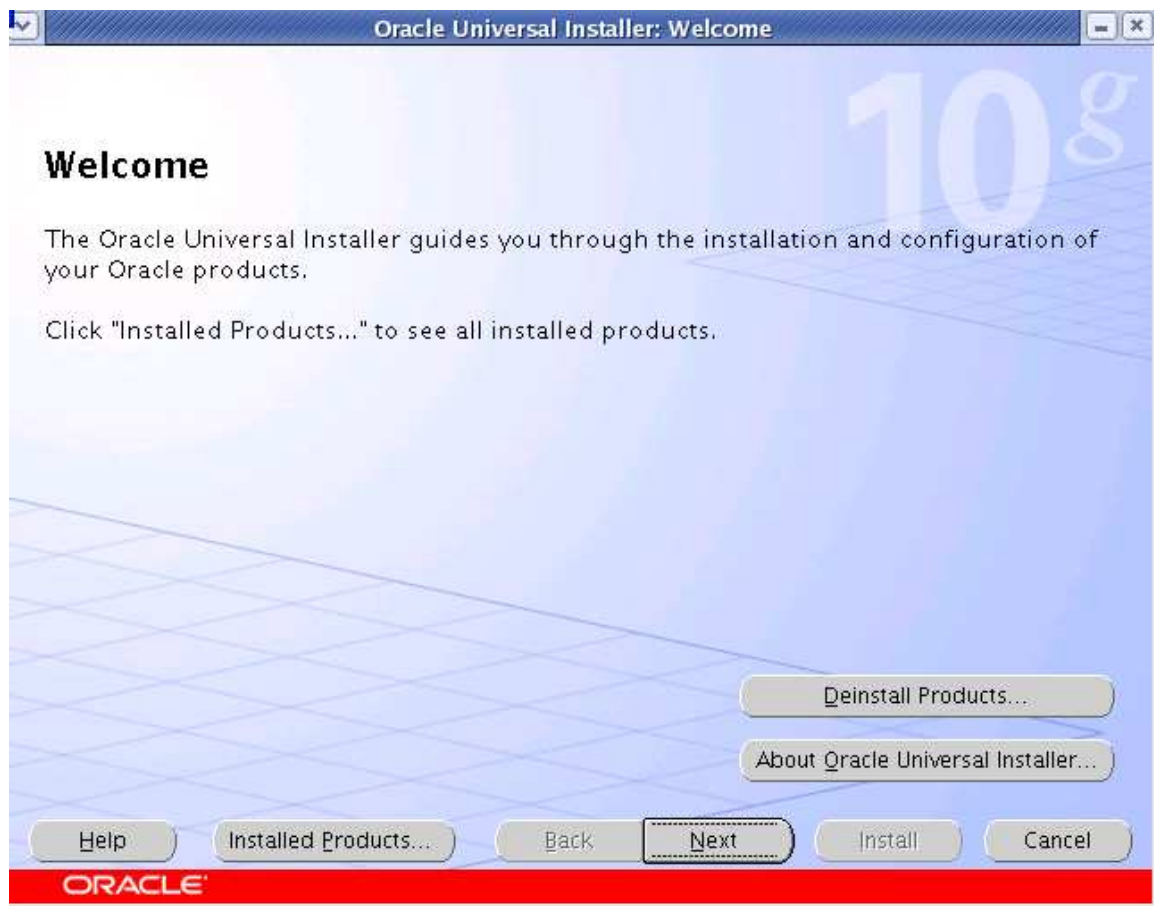 Oracle Universal Installer: Welcome
10g
Welcome
The Oracle Universal Installer guides you through the installation and configuration of
your Oracle products.
Click "Installed Products..." to see all installed products.
Deinstall Products...
About Oracle Universal Installer...
Help Installed Products... Back Next Install Cancel
ORACLE